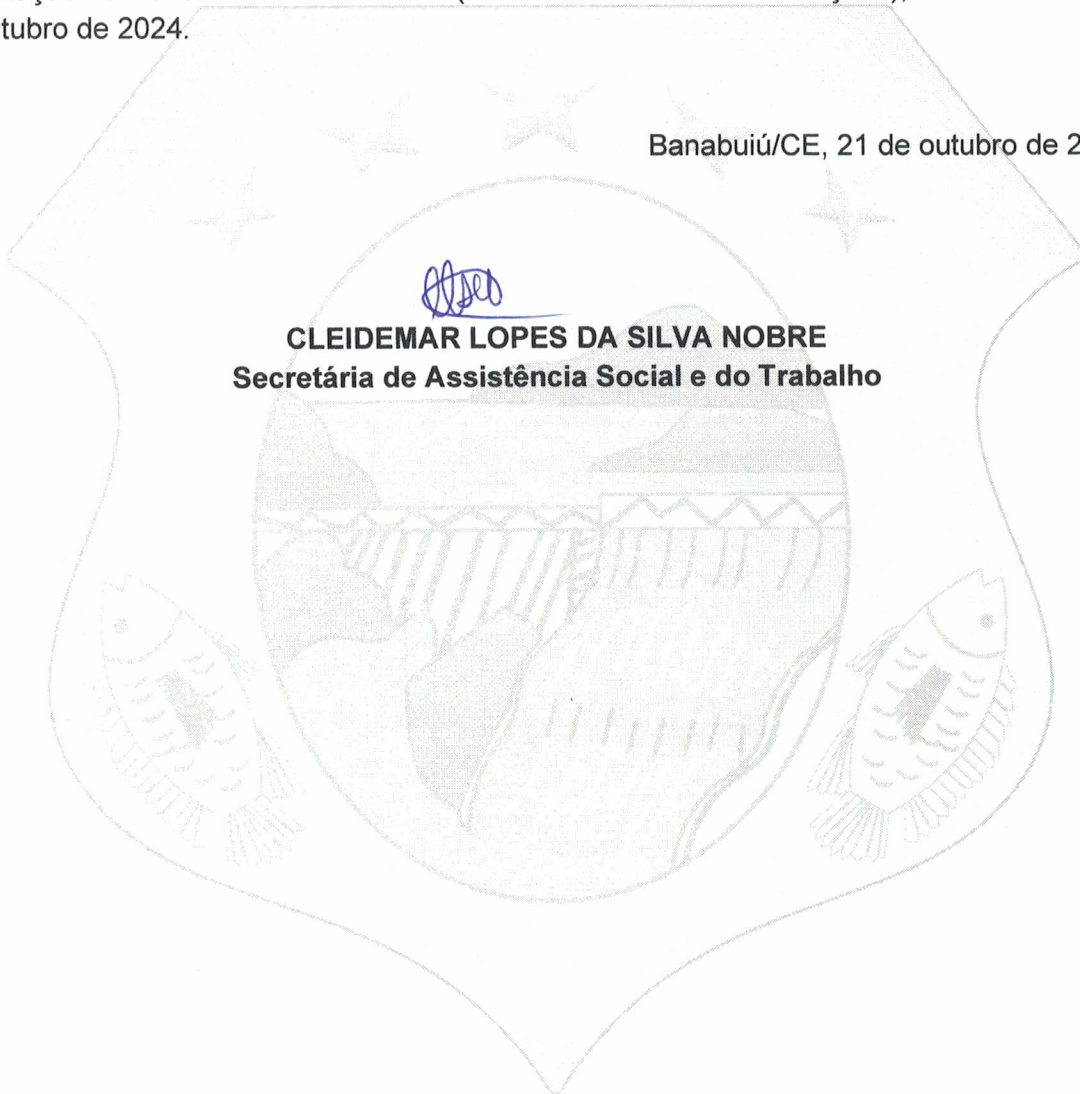 tubro de 2024.
Banabuiú/CE, 21 de outubro de 2
CLEIDEMAR LOPES DA SILVA NOBRE
Secretária de Assistência Social e do Trabalho